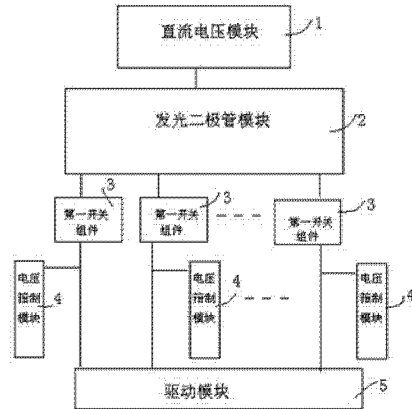 直流电压模块
1
发光二极管模块
2
3
3
3
第一开关
组件
第一开关
组件
第一开关
组件
电压
控制
模块
4
电压
控制
模块
4
电压
控制
模块
4
驱动模块
5